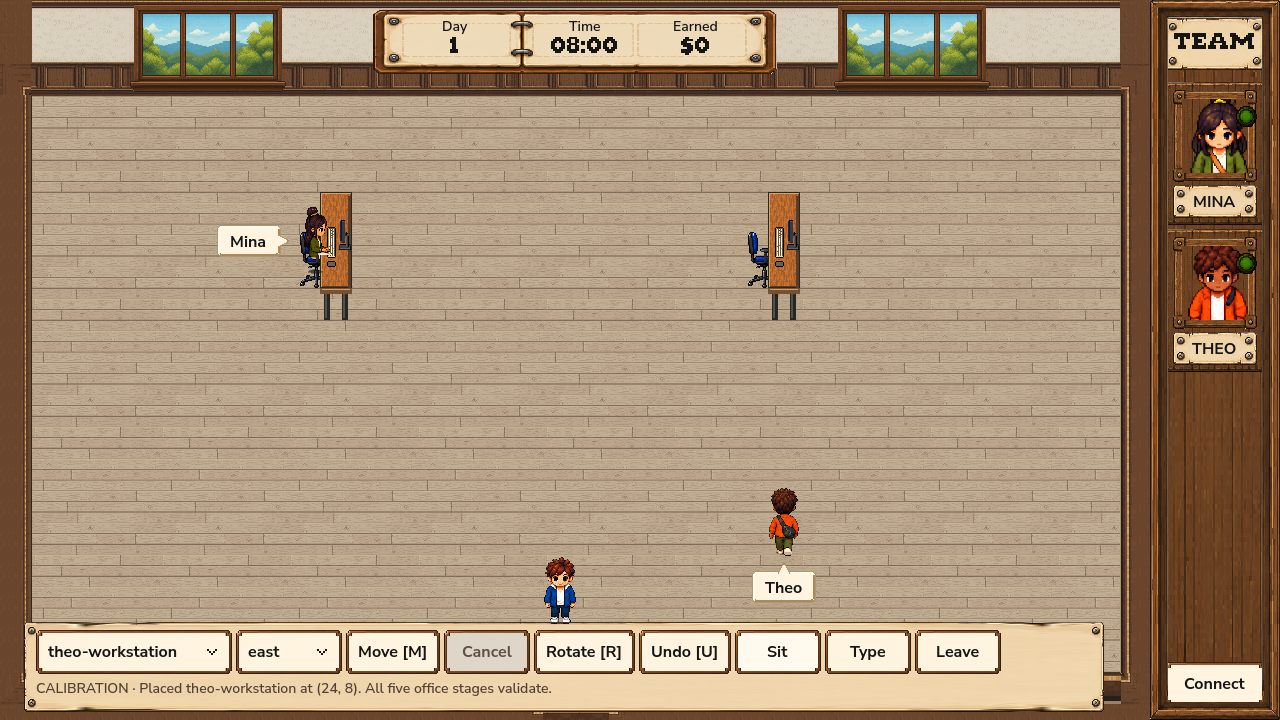 Day
1
Time
08:00
Earned
$0
TEAM
MINA
THEO
Mina
Theo
theo-workstation
east
Move [M]
Cancel
Rotate [R]
Undo [U]
Sit
Type
Leave
CALIBRATION · Placed theo-workstation at (24, 8). All five office stages validate.
Connect